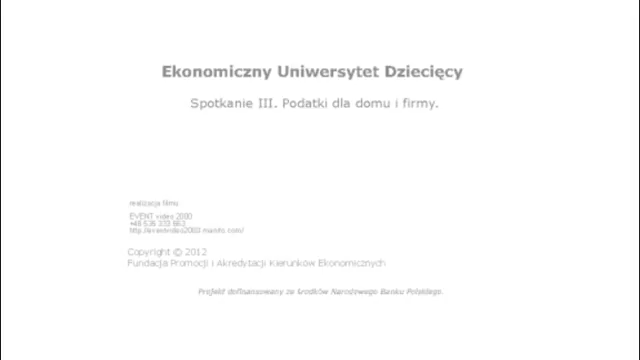 Ekonomiczny Uniwersytet Dziecięcy
Spotkanie III. Podatki dla domu i firmy.
realizacja filmu
EVENT video 2000
Copyright © 2012
Fundacja Promocji i Akredytacji Kierunków Ekonomicznych
Projekt dofinansowany ze środków Narodowego Banku Polskiego.